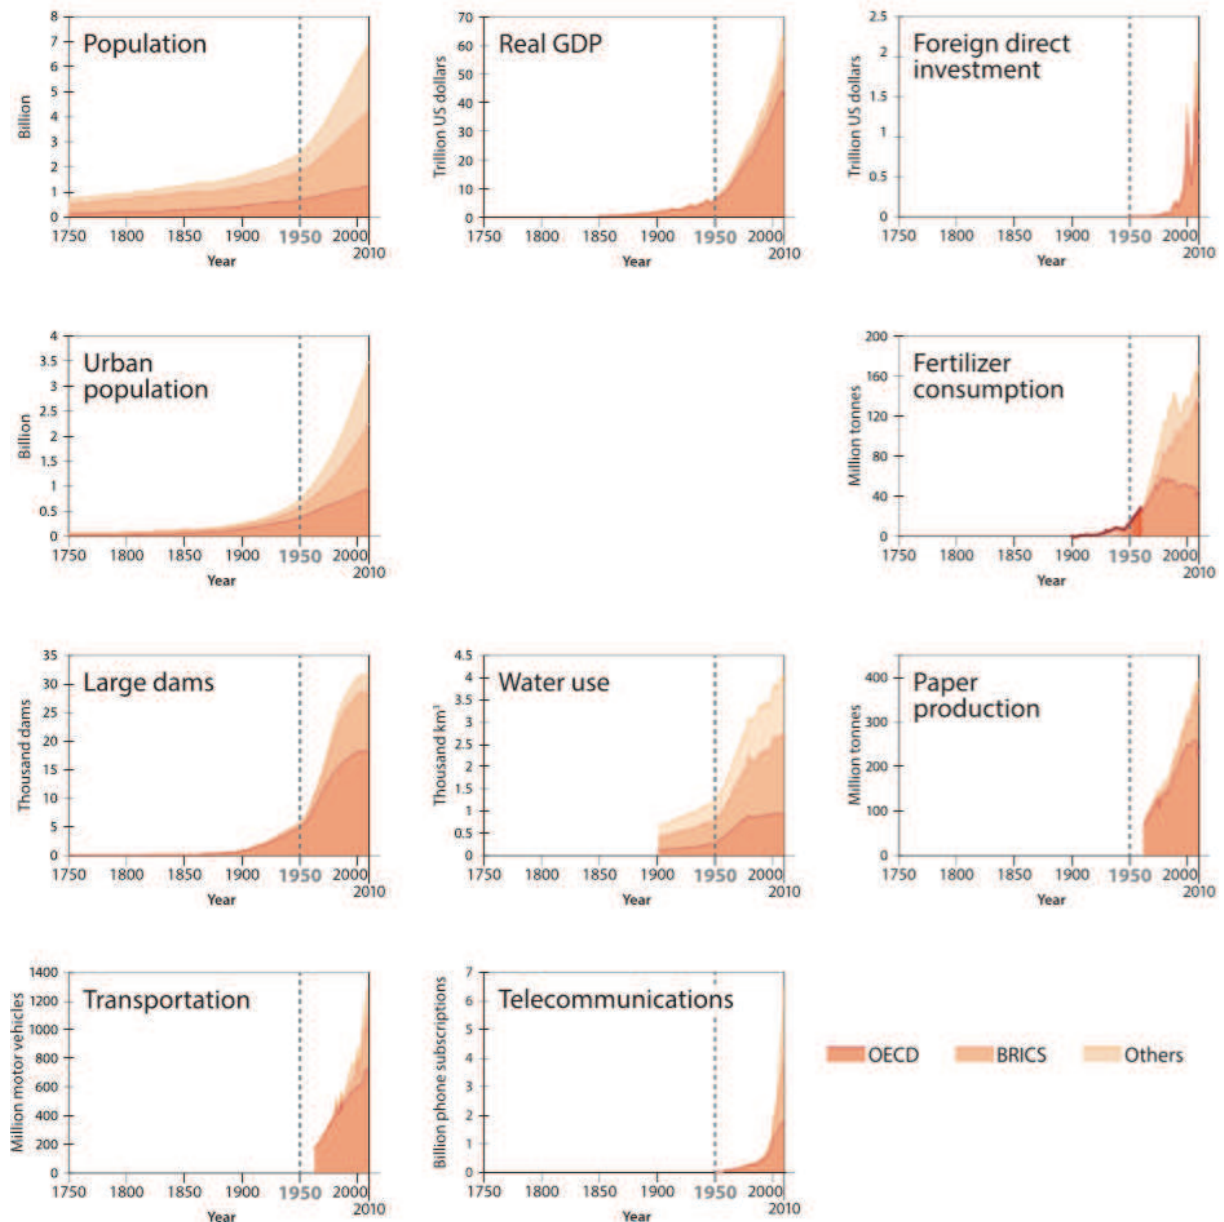 Population
8
7
6
5
4
3
2
1
0
Billion
1750 1800 1850 1900 1950 2000
2010
Year
Real GDP
70
60
50
40
30
20
10
0
Trillion US dollars
1750 1800 1850 1900 1950 2000
2010
Year
Foreign direct
investment
2.5
2
1.5
1
0.5
0
Trillion US dollars
1750 1800 1850 1900 1950 2000
2010
Year
Urban
population
4
3.5
3
2.5
2
1.5
1
0.5
0
Billion
1750 1800 1850 1900 1950 2000
2010
Year
Fertilizer
consumption
200
160
120
80
40
0
Million tonnes
1750 1800 1850 1900 1950 2000
2010
Year
Large dams
35
30
25
20
15
10
5
0
Thousand dams
1750 1800 1850 1900 1950 2000
2010
Year
Water use
4.5
4
3.5
3
2.5
2
1.5
1
0.5
0
Thousand km³
1750 1800 1850 1900 1950 2000
2010
Year
Paper
production
400
300
200
100
0
Million tonnes
1750 1800 1850 1900 1950 2000
2010
Year
Transportation
1400
1200
1000
800
600
400
200
0
Million motor vehicles
1750 1800 1850 1900 1950 2000
2010
Year
Telecommunications
7
6
5
4
3
2
1
0
Billion phone subscriptions
1750 1800 1850 1900 1950 2000
2010
Year
OECD BRICS Others